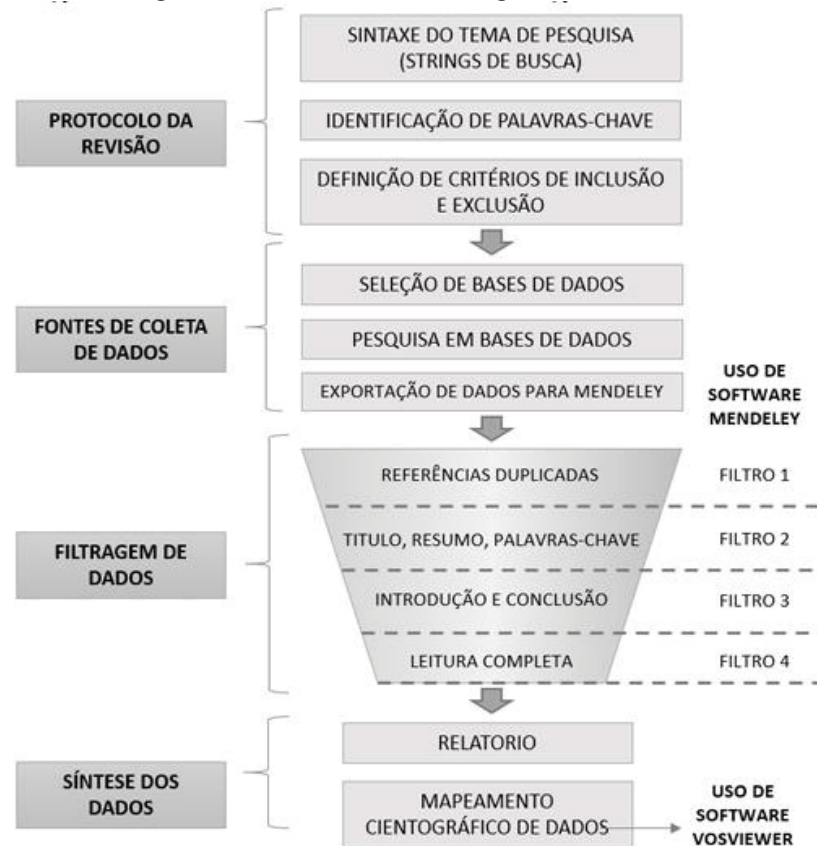 SINTAXE DO TEMA DE PESQUISA
(STRINGS DE BUSCA)
PROTOCOLO DA
REVISÃO
IDENTIFICAÇÃO DE PALAVRAS-CHAVE
DEFINIÇÃO DE CRITÉRIOS DE INCLUSÃO
E EXCLUSÃO
SELEÇÃO DE BASES DE DADOS
FONTES DE COLETA
DE DADOS
PESQUISA EM BASES DE DADOS
EXPORTAÇÃO DE DADOS PARA MENDELEY
USO DE
SOFTWARE
MENDELEY
REFERÊNCIAS DUPLICADAS
FILTRO 1
TITULO, RESUMO, PALAVRAS-CHAVE
FILTRO 2
FILTRAGEM DE
DADOS
INTRODUÇÃO E CONCLUSÃO
FILTRO 3
LEITURA COMPLETA
FILTRO 4
RELATORIO
SÍNTESE DOS
DADOS
MAPEAMENTO
CIENTOGRÁFICO DE DADOS
USO DE
SOFTWARE
VOSVIEWER